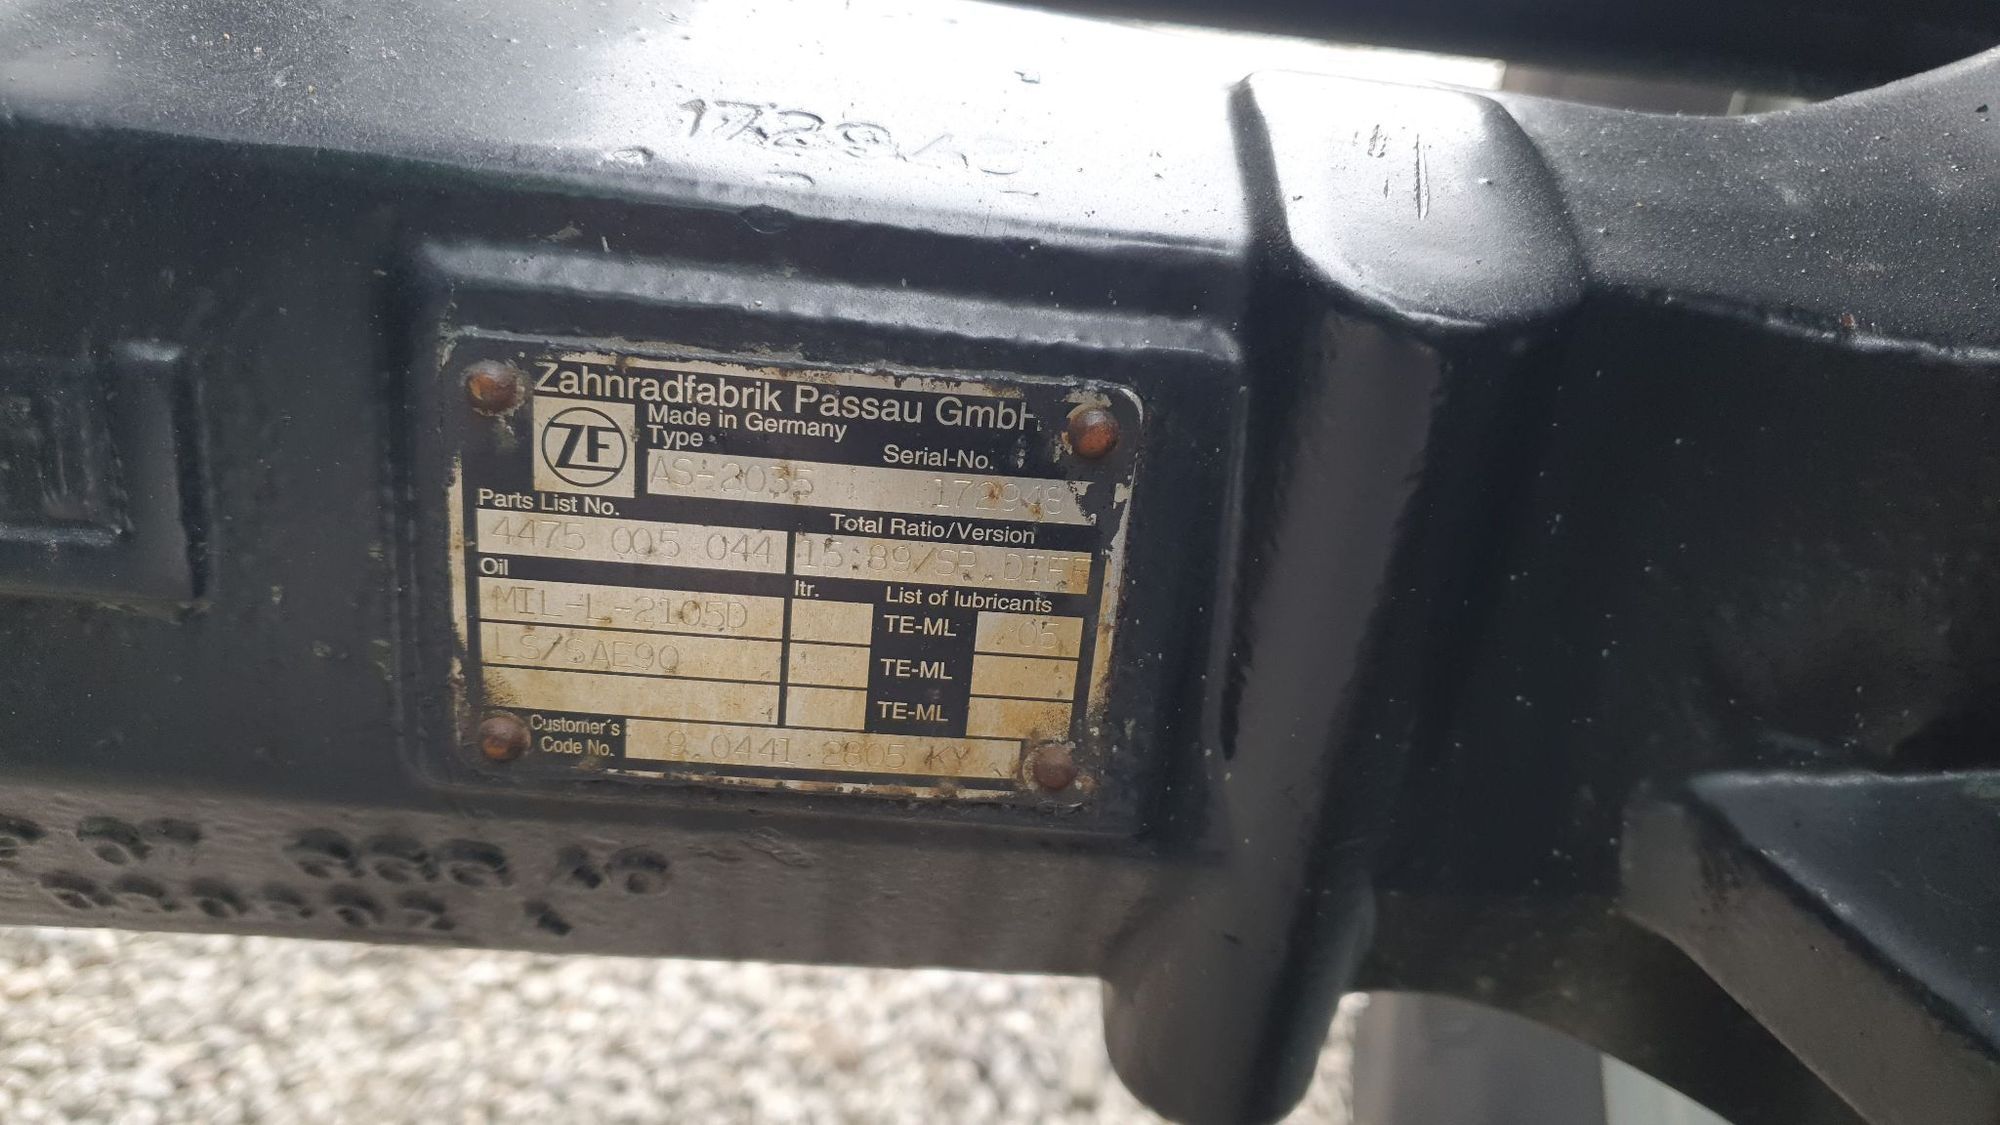 Zahnradfabrik Passau GmbH
ZF
Made in Germany
Type
Serial-No.
AS-2035 172948
Parts List No.
Total Ratio/Version
4475 005 044 15.89/SP.DIFF
Oil
ltr.
List of lubricants
MIL-L-2105D
TE-ML 05
LS/SAE90
TE-ML
TE-ML
Customer's
Code No.
9.0441.2805 KY